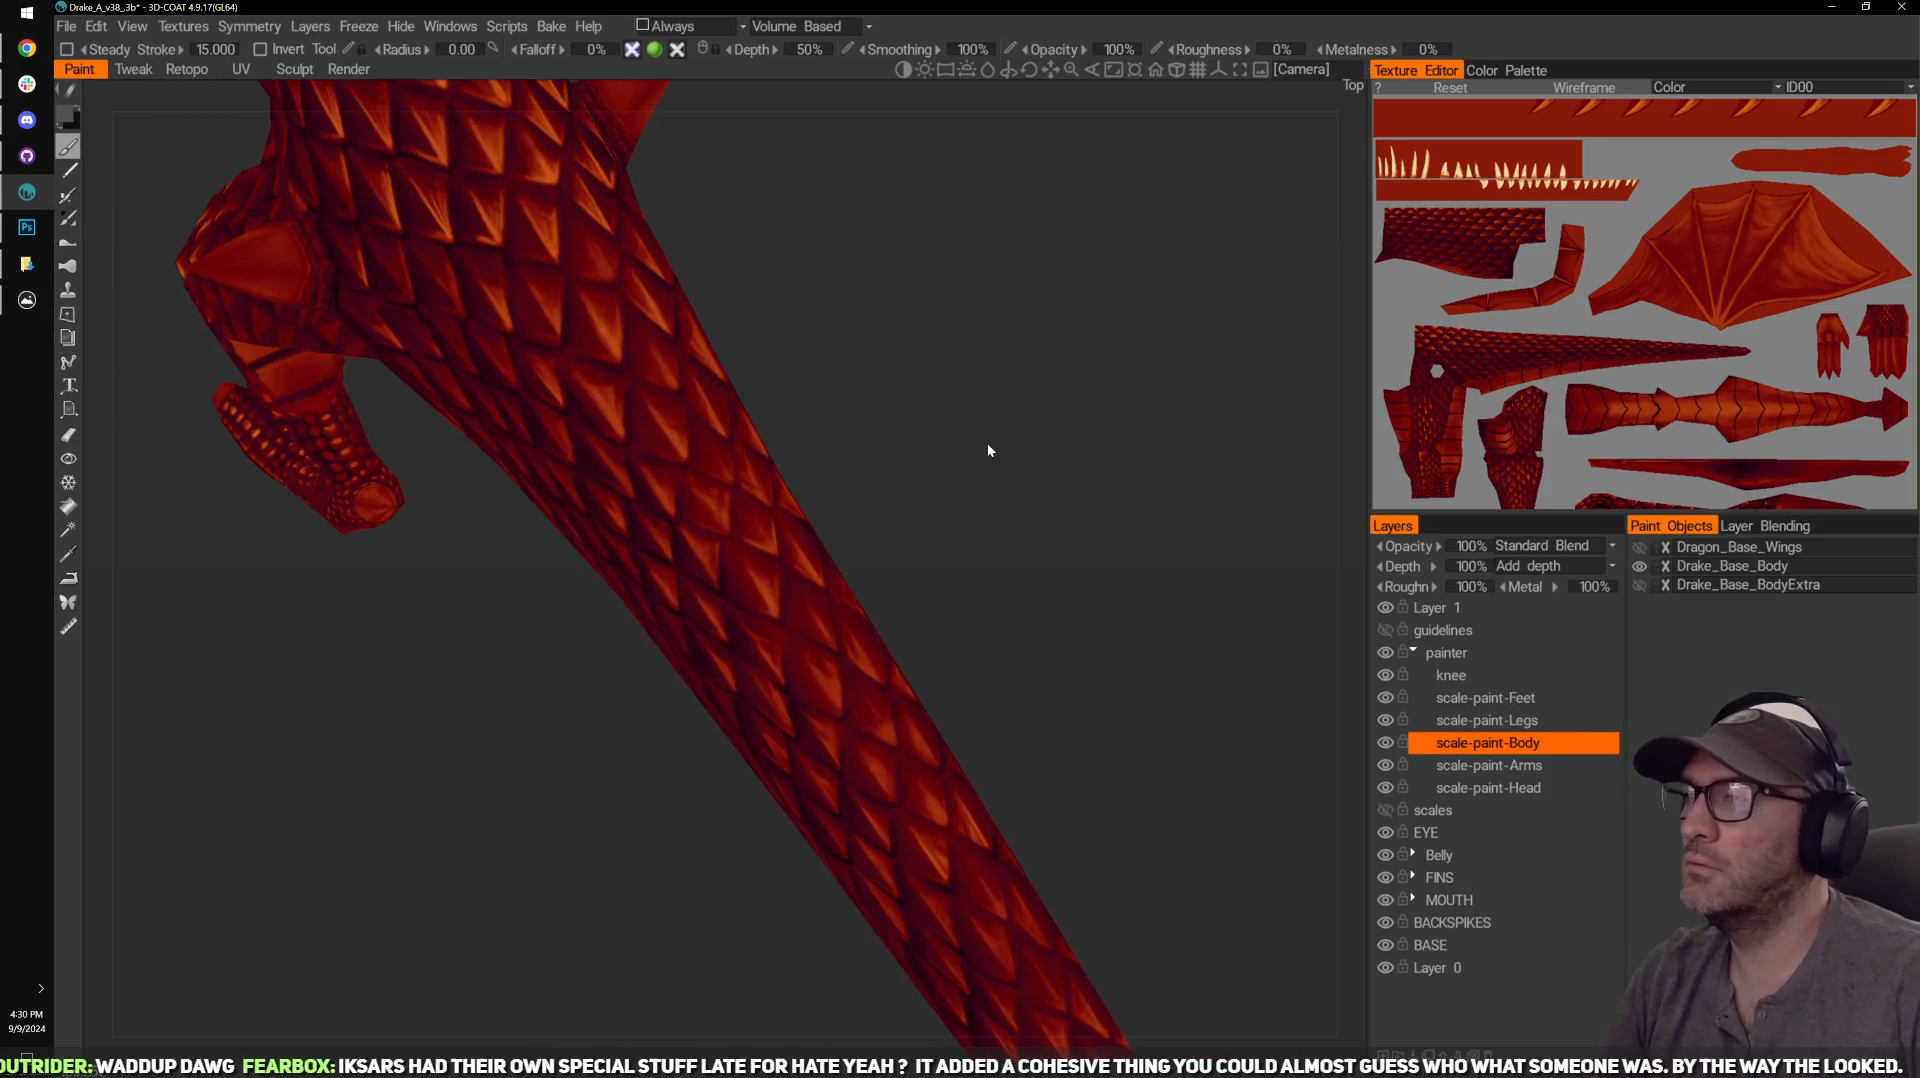 Drake_A_v38_3b* - 3D-COAT 4.9.17(GL64)
File Edit View Textures Symmetry Layers Freeze Hide Windows Scripts Bake Help Always Volume Based
Steady Stroke 15.000 Invert Tool Radius 0.00 Falloff 0% Depth 50% Smoothing 100% Opacity 100% Roughness 0% Metalness 0%
Paint Tweak Retopo UV Sculpt Render [Camera]
Top
Texture Editor Color Palette
? Reset Wireframe Color ID00
Ps
Layers
Opacity 100% Standard Blend
Depth 100% Add depth
Roughn 100% Metal 100%
Layer 1
guidelines
painter
knee
scale-paint-Feet
scale-paint-Legs
scale-paint-Body
scale-paint-Arms
scale-paint-Head
scales
EYE
Belly
FINS
MOUTH
BACKSPIKES
BASE
Layer 0
Paint Objects Layer Blending
X Dragon_Base_Wings
X Drake_Base_Body
X Drake_Base_BodyExtra
4:30 PM
9/9/2024
OUTRIDER: WADDUP DAWG FEARBOX: IKSARS HAD THEIR OWN SPECIAL STUFF LATE FOR HATE YEAH ? IT ADDED A COHESIVE THING YOU COULD ALMOST GUESS WHO WHAT SOMEONE WAS. BY THE WAY THE LOOKED.